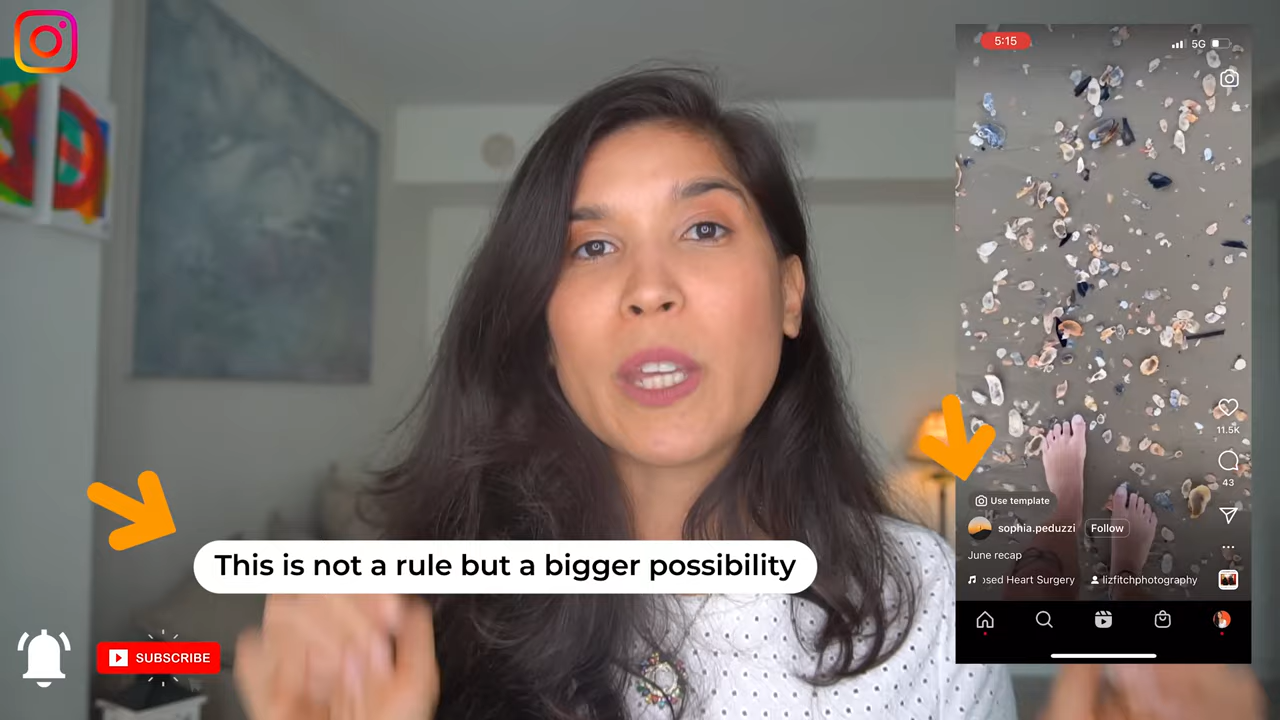 5:15
5G
11.5K
43
Use template
sophia.peduzzi
Follow
June recap
osed Heart Surgery
lizfitchphotography
This is not a rule but a bigger possibility
SUBSCRIBE